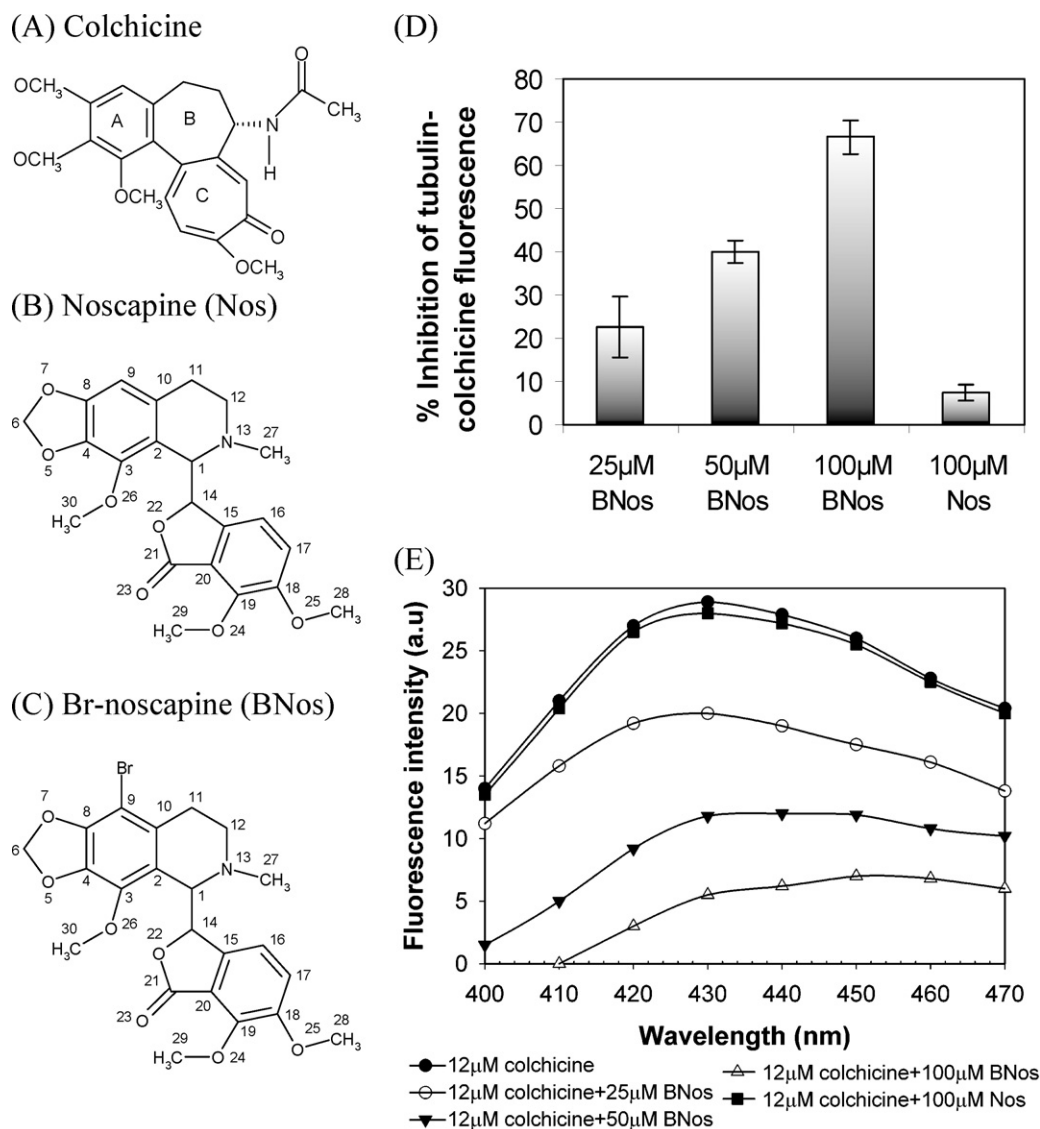 (A) Colchicine
O
OCH₃
CH₃
A
B
N
H
OCH₃
OCH₃
C
O
OCH₃
(B) Noscapine (Nos)
7
9
11
O
8
10
12
6
13
27
N
CH₃
O
4
2
5
3
1
26
30
O
14
H₃C
22
16
O
15
21
17
O
20
18
23
29
19
25
28
H₃C
O
O
CH₃
24
(C) Br-noscapine (BNos)
Br
7
9
11
O
8
10
12
6
13
27
N
CH₃
O
4
2
5
3
1
26
30
O
14
H₃C
22
16
O
15
21
17
O
20
18
23
29
19
25
28
H₃C
O
O
CH₃
24
(D)
% Inhibition of tubulin-
colchicine fluorescence
80
70
60
50
40
30
20
10
0
25µM 50µM 100µM 100µM
BNos BNos BNos Nos
(E)
Fluorescence intensity (a.u)
30
25
20
15
10
5
0
400 410 420 430 440 450 460 470
Wavelength (nm)
12µM colchicine
12µM colchicine+25µM BNos
12µM colchicine+50µM BNos
12µM colchicine+100µM BNos
12µM colchicine+100µM Nos